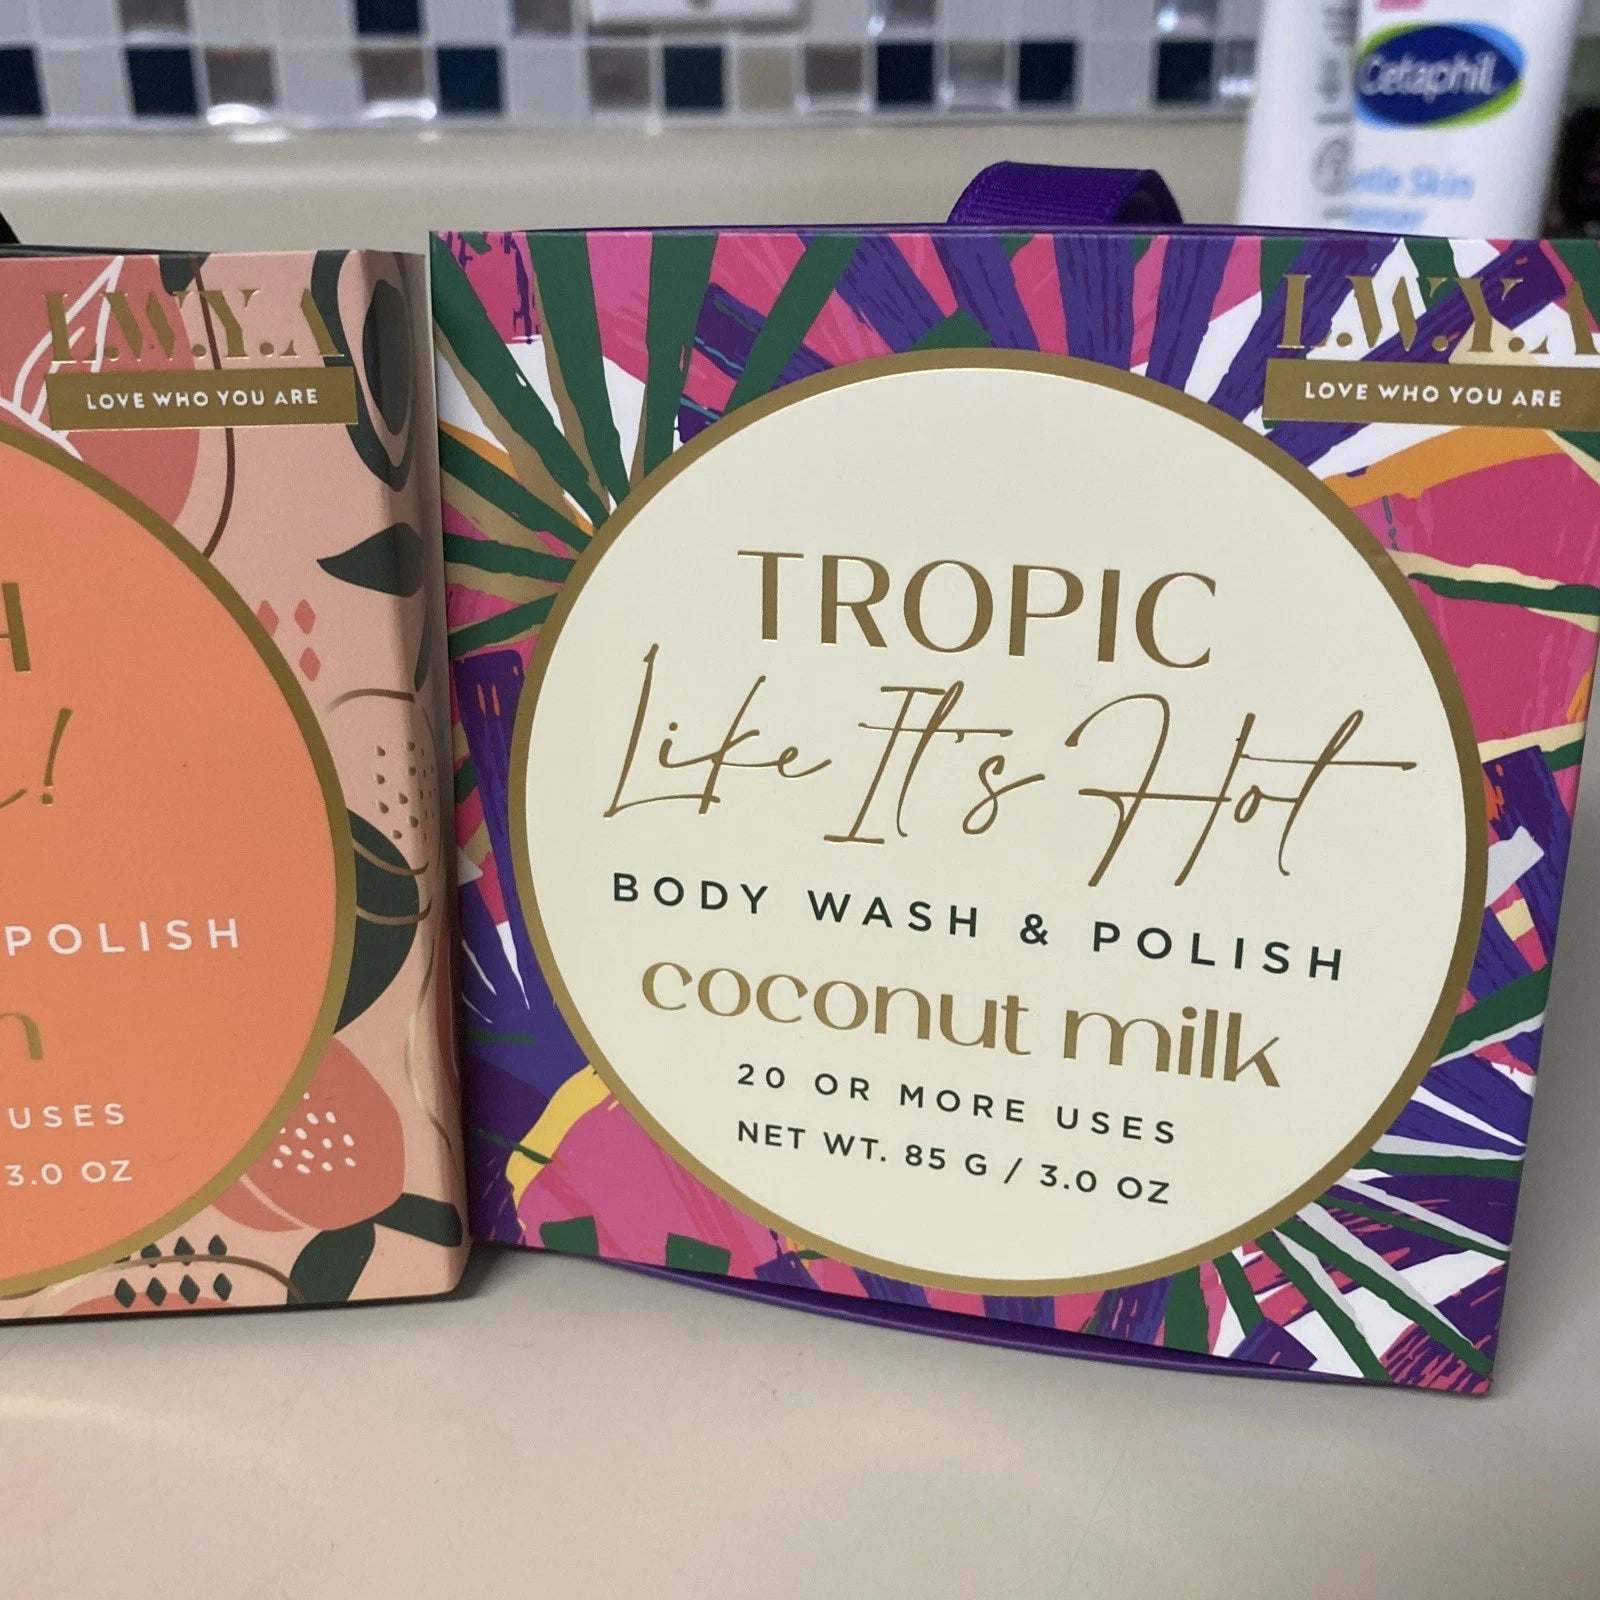 Cetaphil
Skin
L.W.Y.A
LOVE WHO YOU ARE
H
!
POLISH
n
USES
3.0 OZ
L.W.Y.A
LOVE WHO YOU ARE
TROPIC
Like It's Hot
BODY WASH & POLISH
coconut milk
20 OR MORE USES
NET WT. 85 G / 3.0 OZ